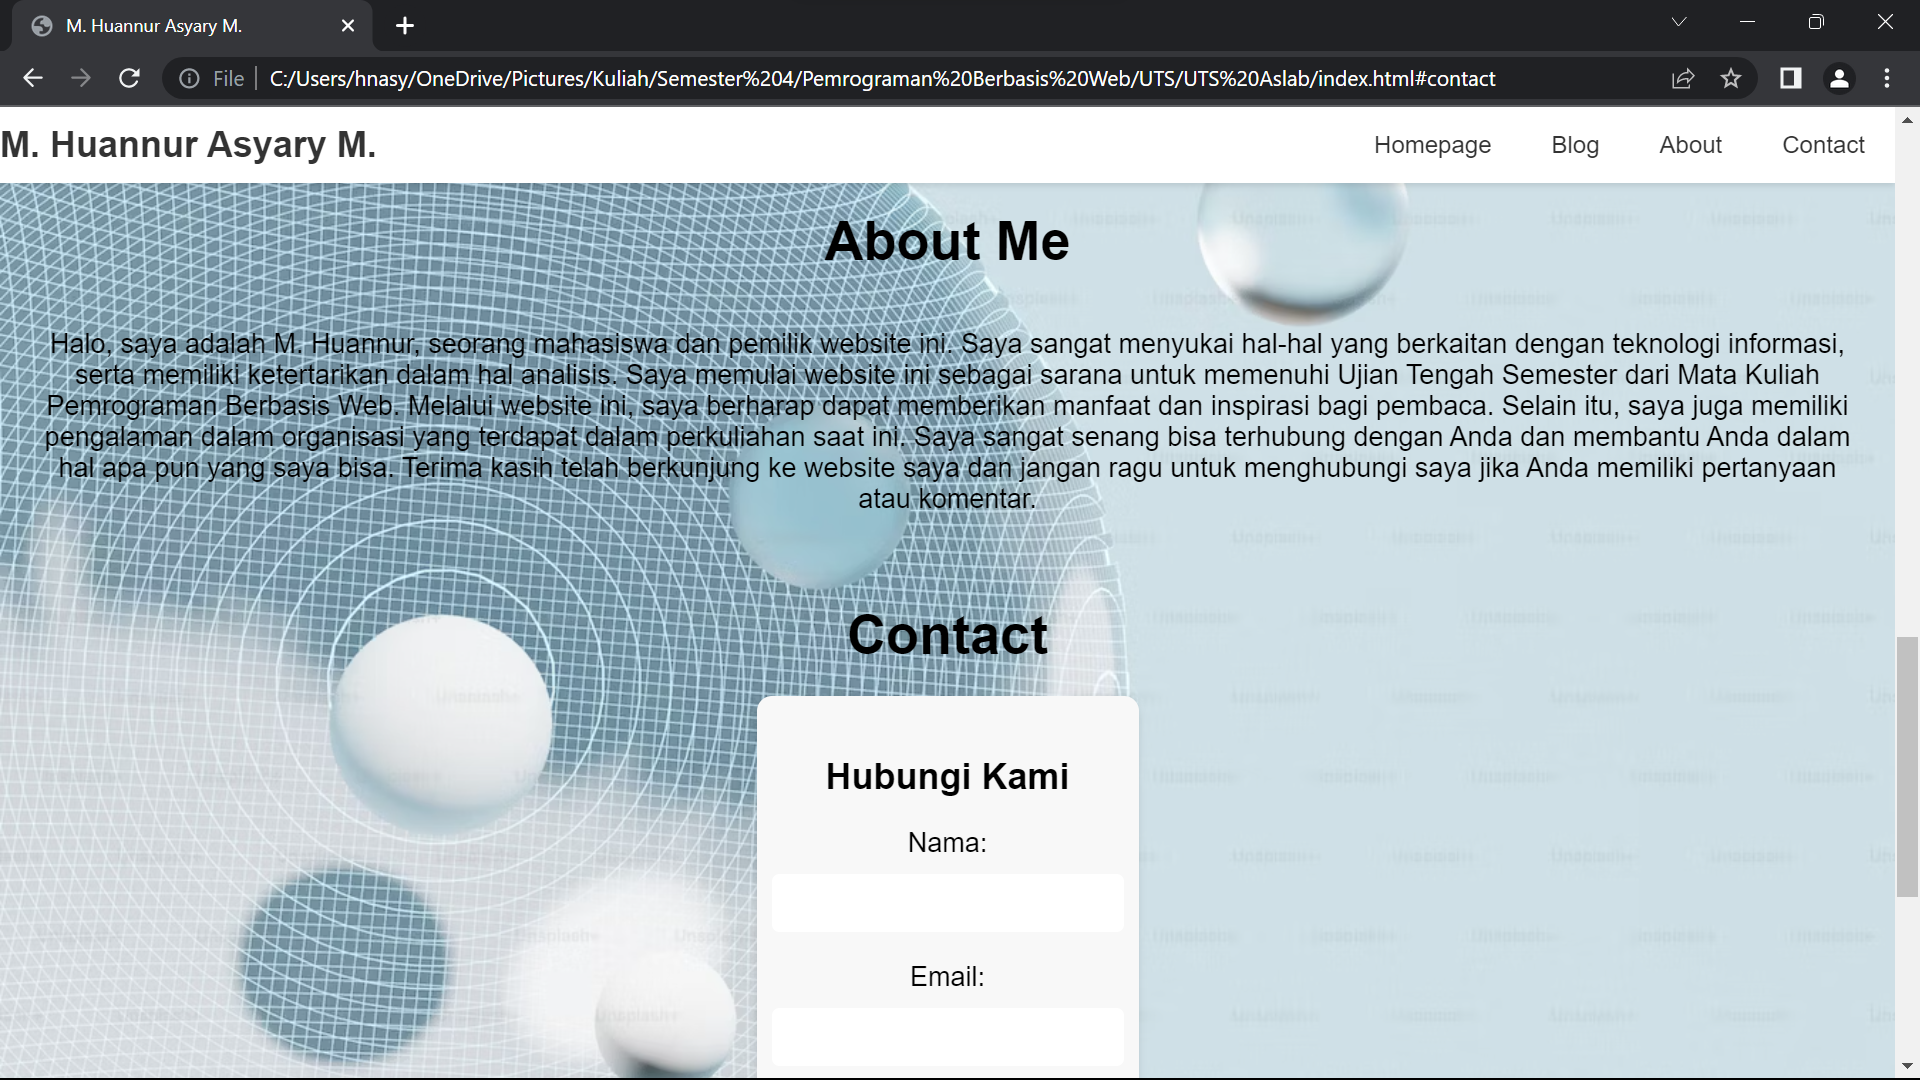 M. Huannur Asyary M.
File C:/Users/hnasy/OneDrive/Pictures/Kuliah/Semester%204/Pemrograman%20Berbasis%20Web/UTS/UTS%20Aslab/index.html#contact
M. Huannur Asyary M. Homepage Blog About Contact
About Me
Halo, saya adalah M. Huannur, seorang mahasiswa dan pemilik website ini. Saya sangat menyukai hal-hal yang berkaitan dengan teknologi informasi,
serta memiliki ketertarikan dalam hal analisis. Saya memulai website ini sebagai sarana untuk memenuhi Ujian Tengah Semester dari Mata Kuliah
Pemrograman Berbasis Web. Melalui website ini, saya berharap dapat memberikan manfaat dan inspirasi bagi pembaca. Selain itu, saya juga memiliki
pengalaman dalam organisasi yang terdapat dalam perkuliahan saat ini. Saya sangat senang bisa terhubung dengan Anda dan membantu Anda dalam
hal apa pun yang saya bisa. Terima kasih telah berkunjung ke website saya dan jangan ragu untuk menghubungi saya jika Anda memiliki pertanyaan
atau komentar.
Contact
Hubungi Kami
Nama:
Email: